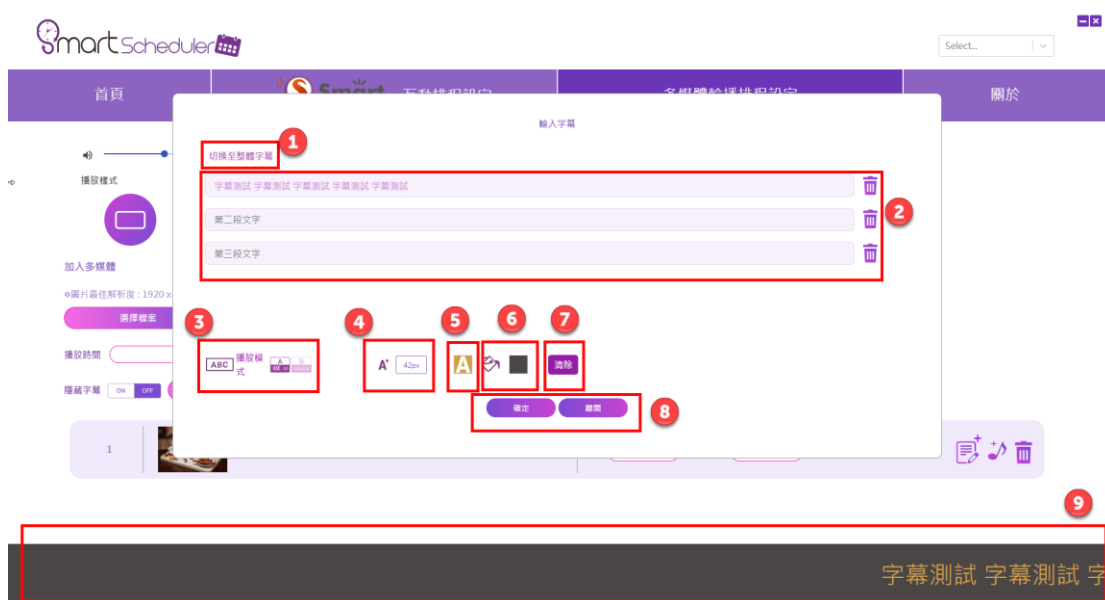 Smart Scheduler
Select...
首頁
Smart 互動排程設定
多媒體輪播排程設定
關於
輸入字幕
1
切換至整體字幕
播放樣式
字幕測試 字幕測試 字幕測試 字幕測試 字幕測試
第二段文字
2
第三段文字
加入多媒體
圖片最佳解析度 : 1920 x
選擇檔案
3
4
5
6
7
播放時間
ABC
播放模式
A B
A
42px
A
清除
隱藏字幕
ON OFF
確定
離開
8
1
9
字幕測試 字幕測試 字